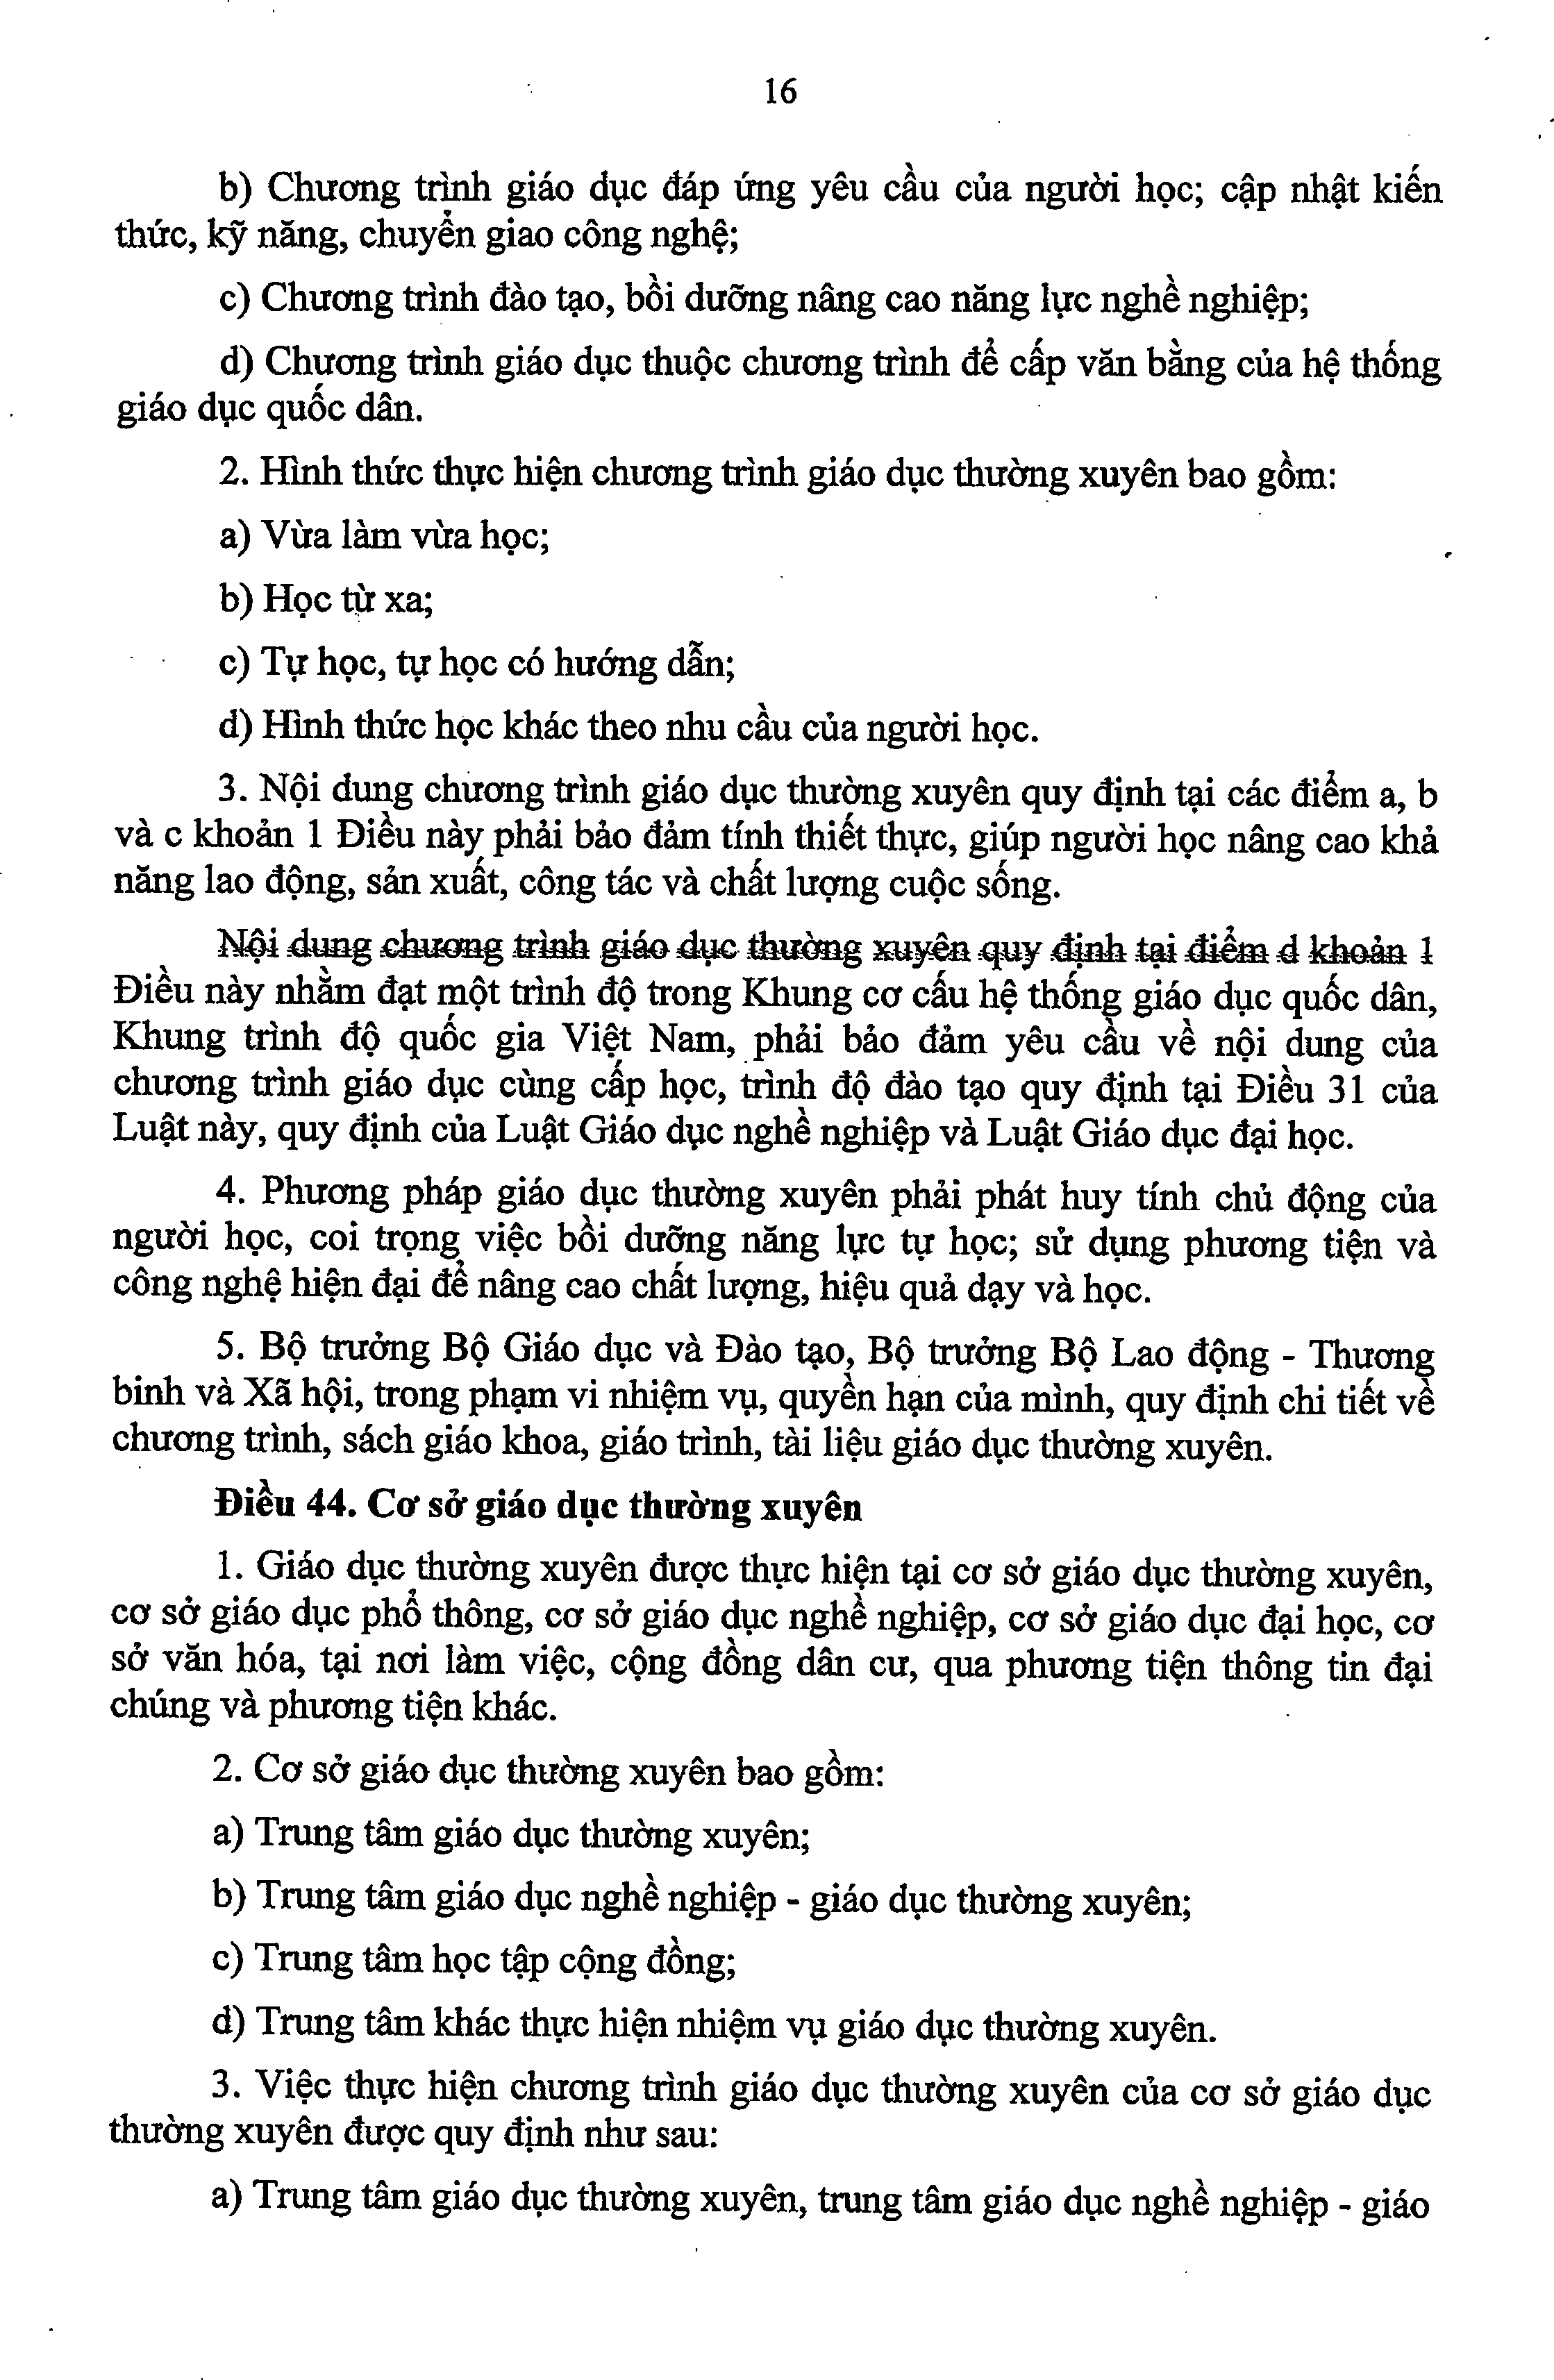 16
b) Chương trình giáo dục đáp ứng yêu cầu của người học; cập nhật kiến
thức, kỹ năng, chuyển giao công nghệ;
c) Chương trình đào tạo, bồi dưỡng nâng cao năng lực nghề nghiệp;
d) Chương trình giáo dục thuộc chương trình để cấp văn bằng của hệ thống
giáo dục quốc dân.
2. Hình thức thực hiện chương trình giáo dục thường xuyên bao gồm:
a) Vừa làm vừa học;
b) Học từ xa;
c) Tự học, tự học có hướng dẫn;
d) Hình thức học khác theo nhu cầu của người học.
3. Nội dung chương trình giáo dục thường xuyên quy định tại các điểm a, b
và c khoản 1 Điều này phải bảo đảm tính thiết thực, giúp người học nâng cao khả
năng lao động, sản xuất, công tác và chất lượng cuộc sống.
Nội dung chương trình giáo dục thường xuyên quy định tại điểm d khoản 1
Điều này nhằm đạt một trình độ trong Khung cơ cấu hệ thống giáo dục quốc dân,
Khung trình độ quốc gia Việt Nam, phải bảo đảm yêu cầu về nội dung của
chương trình giáo dục cùng cấp học, trình độ đào tạo quy định tại Điều 31 của
Luật này, quy định của Luật Giáo dục nghề nghiệp và Luật Giáo dục đại học.
4. Phương pháp giáo dục thường xuyên phải phát huy tính chủ động của
người học, coi trọng việc bồi dưỡng năng lực tự học; sử dụng phương tiện và
công nghệ hiện đại để nâng cao chất lượng, hiệu quả dạy và học.
5. Bộ trưởng Bộ Giáo dục và Đào tạo, Bộ trưởng Bộ Lao động - Thương
binh và Xã hội, trong phạm vi nhiệm vụ, quyền hạn của mình, quy định chi tiết về
chương trình, sách giáo khoa, giáo trình, tài liệu giáo dục thường xuyên.
Điều 44. Cơ sở giáo dục thường xuyên
1. Giáo dục thường xuyên được thực hiện tại cơ sở giáo dục thường xuyên,
cơ sở giáo dục phổ thông, cơ sở giáo dục nghề nghiệp, cơ sở giáo dục đại học, cơ
sở văn hóa, tại nơi làm việc, cộng đồng dân cư, qua phương tiện thông tin đại
chúng và phương tiện khác.
2. Cơ sở giáo dục thường xuyên bao gồm:
a) Trung tâm giáo dục thường xuyên;
b) Trung tâm giáo dục nghề nghiệp - giáo dục thường xuyên;
c) Trung tâm học tập cộng đồng;
d) Trung tâm khác thực hiện nhiệm vụ giáo dục thường xuyên.
3. Việc thực hiện chương trình giáo dục thường xuyên của cơ sở giáo dục
thường xuyên được quy định như sau:
a) Trung tâm giáo dục thường xuyên, trung tâm giáo dục nghề nghiệp - giáo